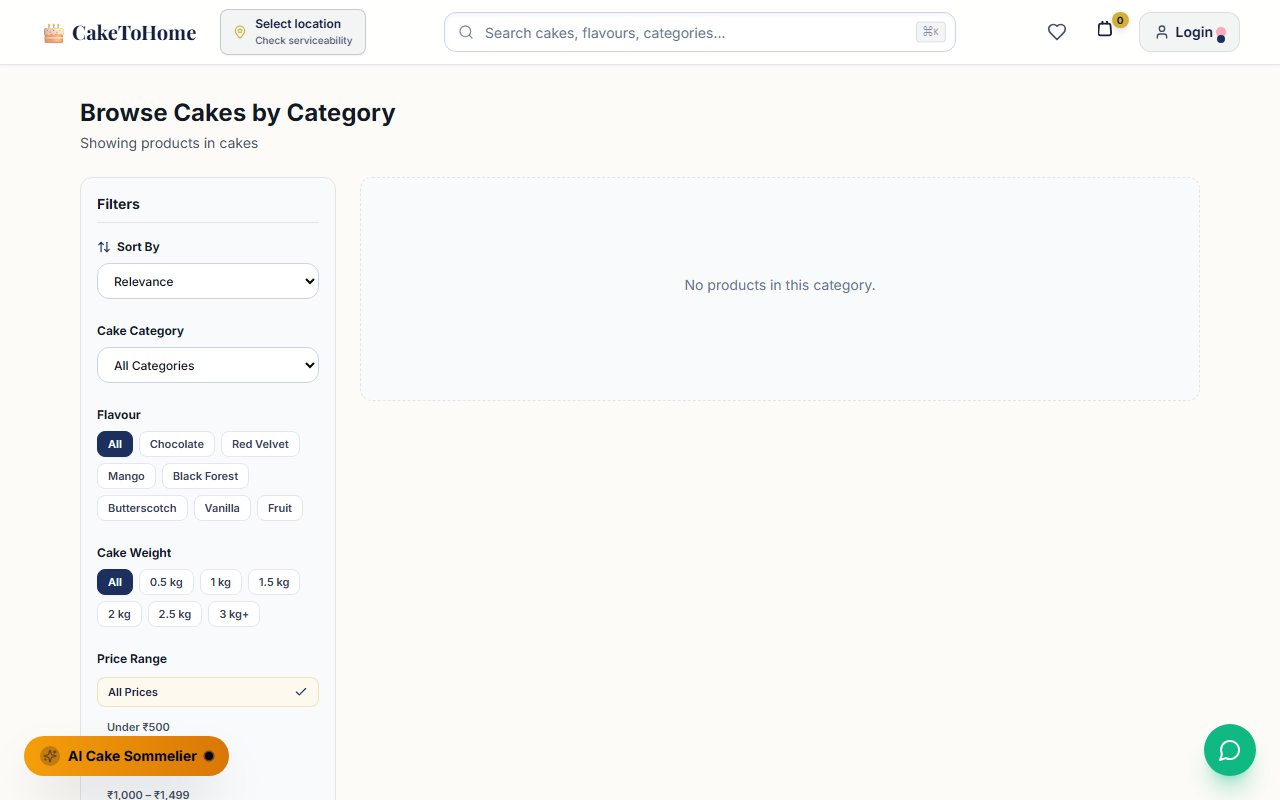 CakeToHome
Select location
Check serviceability
Search cakes, flavours, categories...
⌘K
0
Login
Browse Cakes by Category
Showing products in cakes
Filters
Sort By
Relevance
Cake Category
All Categories
Flavour
All Chocolate Red Velvet
Mango Black Forest
Butterscotch Vanilla Fruit
Cake Weight
All 0.5 kg 1 kg 1.5 kg
2 kg 2.5 kg 3 kg+
Price Range
All Prices
Under ₹500
AI Cake Sommelier
₹1,000 – ₹1,499
No products in this category.